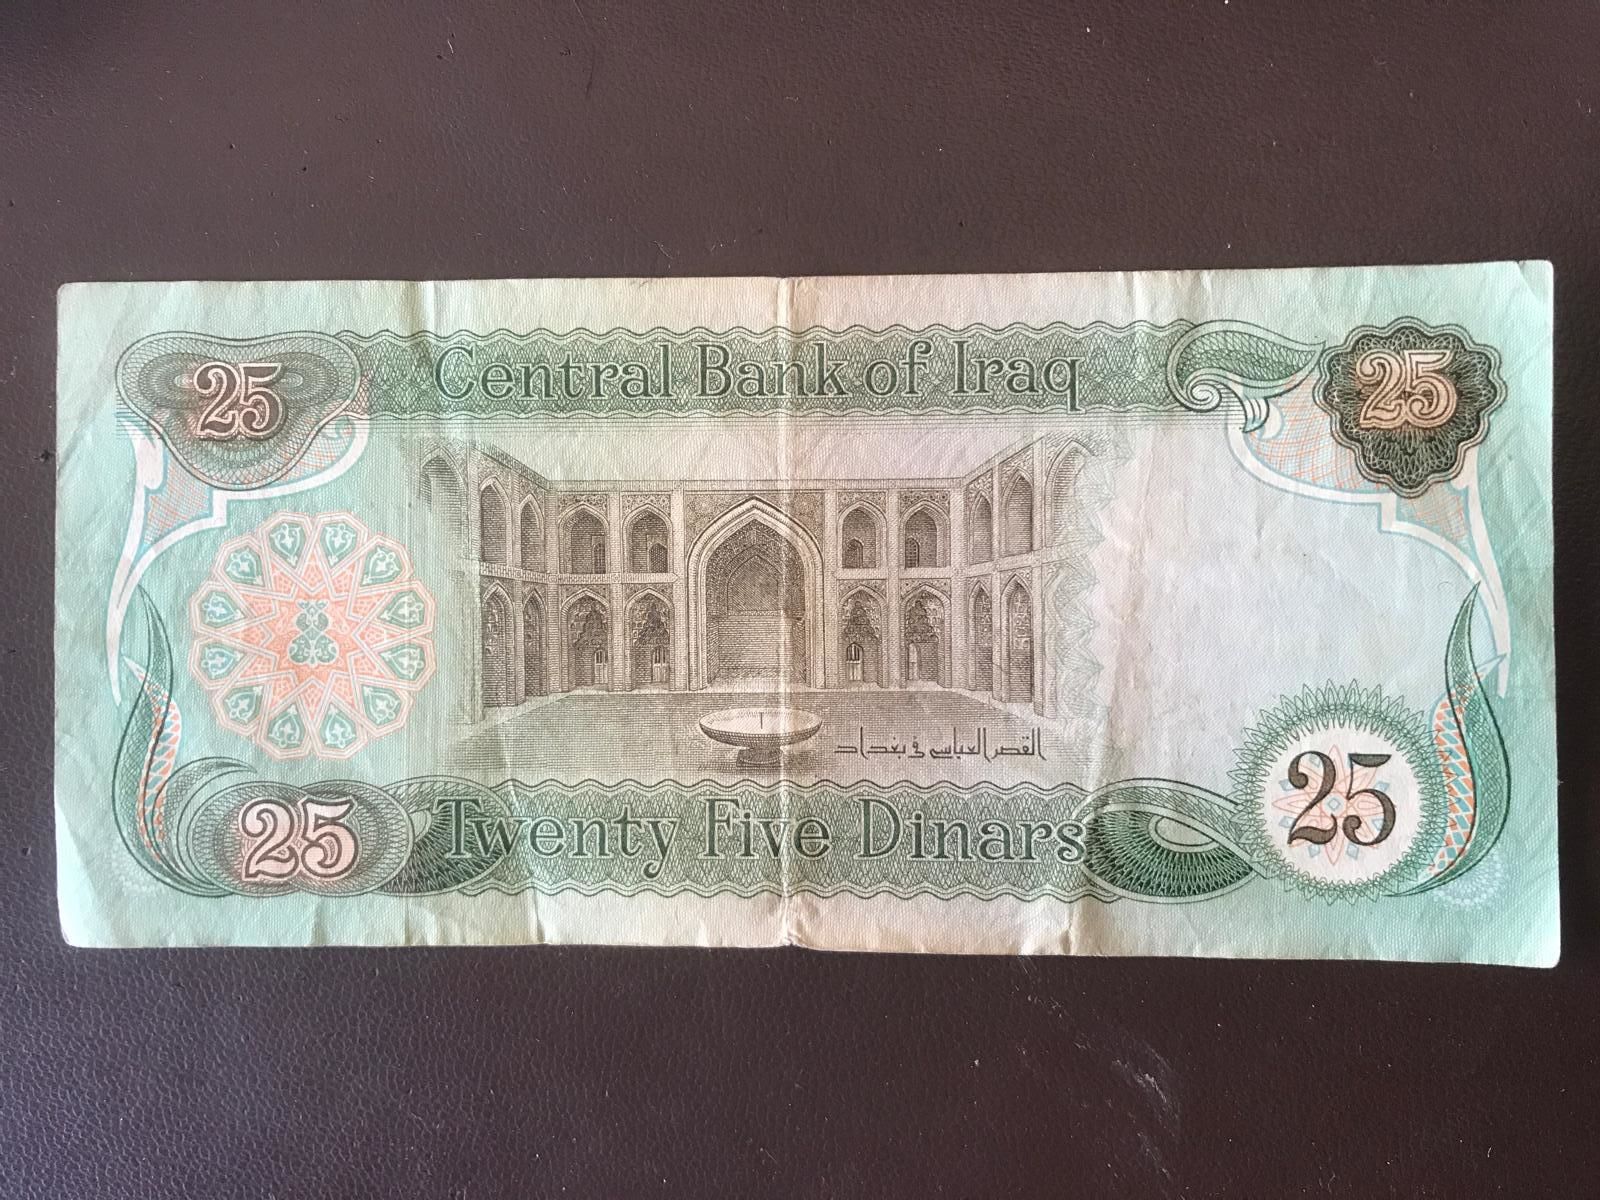 25 Central Bank of Iraq 25
القصر العباسي في بغداد
25 Twenty Five Dinars 25